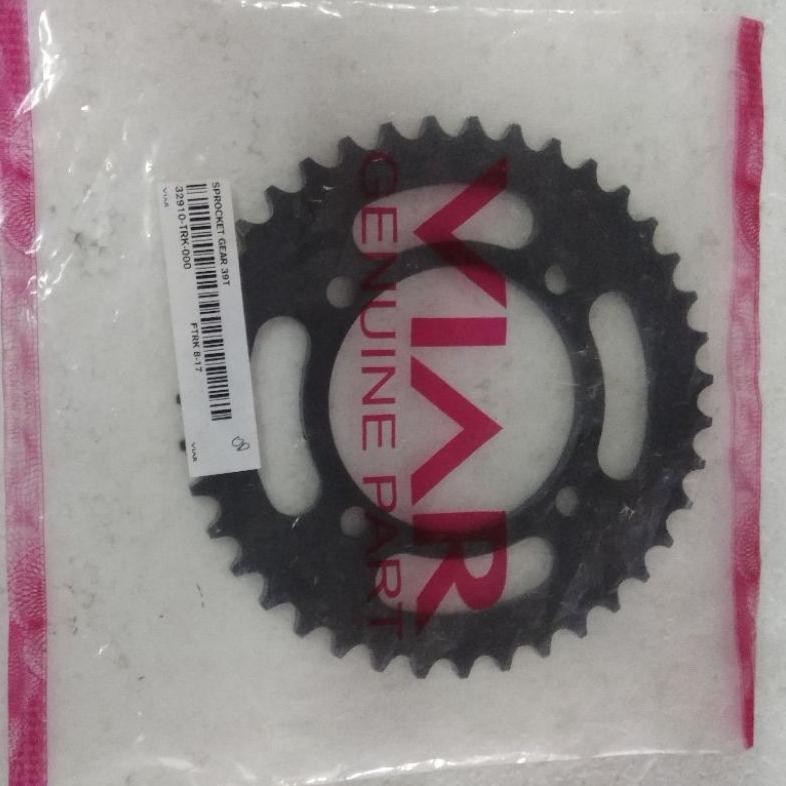 VIAR
GENUINE PART
SPROCKET GEAR 39T
32910-TRK-000
FTRK 8-17
VIAR
VIAR